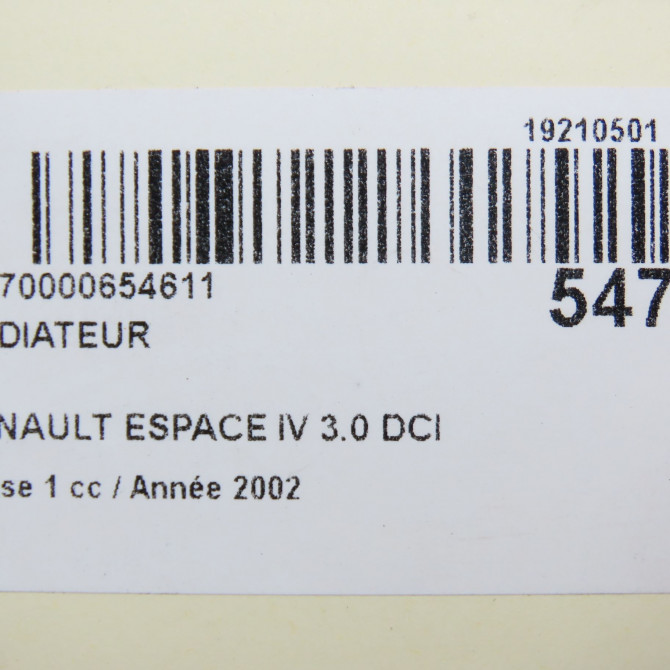 19210501
70000654611
547
DIATEUR
NAULT ESPACE IV 3.0 DCI
se 1 cc / Année 2002